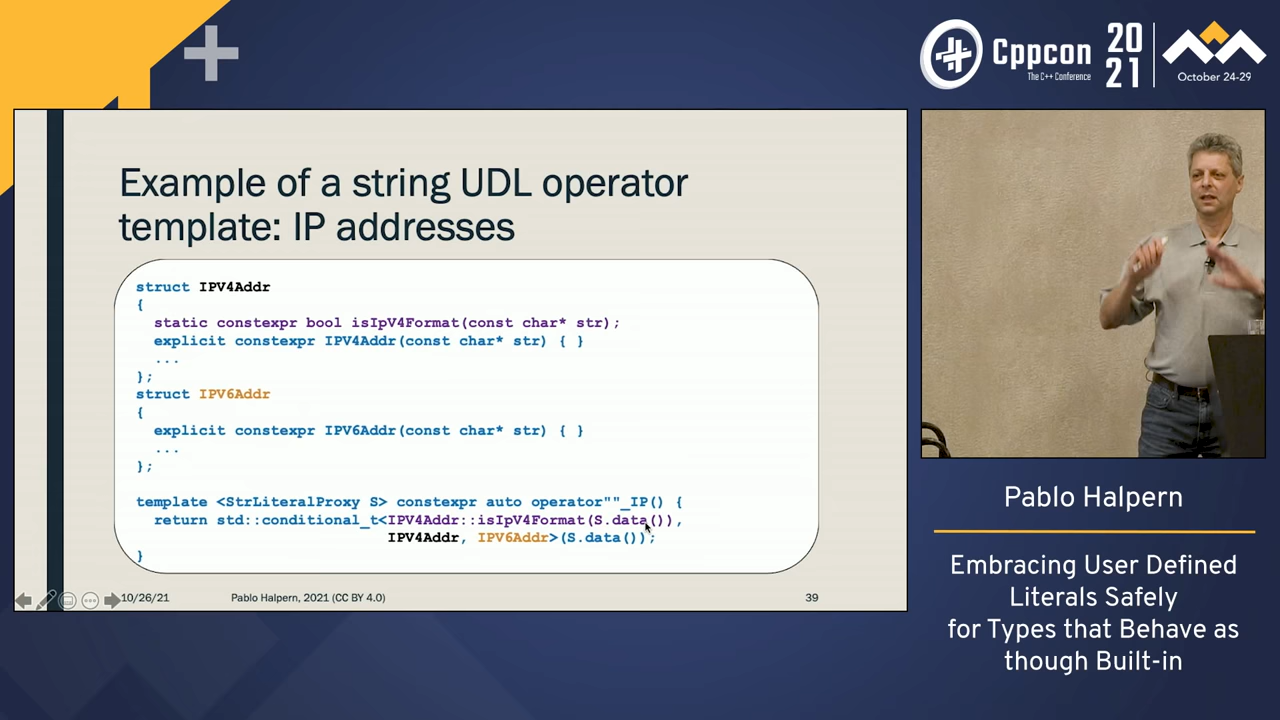 Cppcon
The C++ Conference
20
21
October 24-29
Example of a string UDL operator
template: IP addresses
struct IPV4Addr
{
static constexpr bool isIpV4Format(const char* str);
explicit constexpr IPV4Addr(const char* str) { }
...
};
struct IPV6Addr
{
explicit constexpr IPV6Addr(const char* str) { }
...
};
template <StrLiteralProxy S> constexpr auto operator""_IP() {
return std::conditional_t<IPV4Addr::isIpV4Format(S.data()),
IPV4Addr, IPV6Addr>(S.data());
}
10/26/21
Pablo Halpern, 2021 (CC BY 4.0)
39
Pablo Halpern
Embracing User Defined
Literals Safely
for Types that Behave as
though Built-in